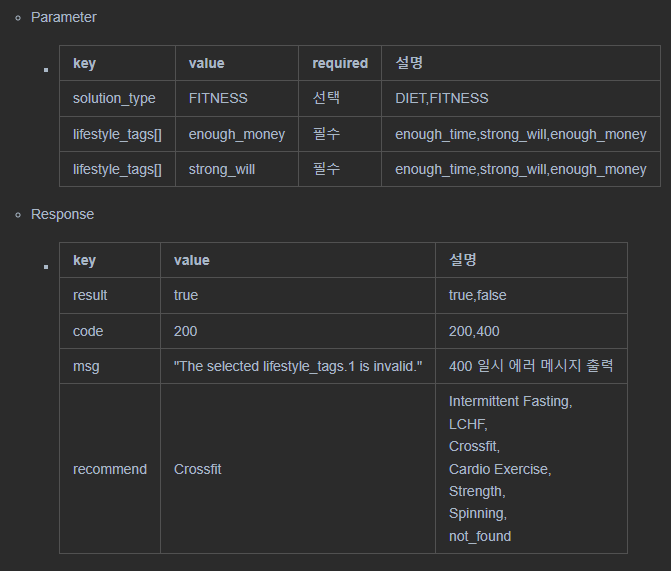 Parameter
key value required 설명
solution_type FITNESS 선택 DIET,FITNESS
lifestyle_tags[] enough_money 필수 enough_time,strong_will,enough_money
lifestyle_tags[] strong_will 필수 enough_time,strong_will,enough_money
Response
key value 설명
result true true,false
code 200 200,400
msg "The selected lifestyle_tags.1 is invalid." 400 일시 에러 메시지 출력
recommend Crossfit Intermittent Fasting,
LCHF,
Crossfit,
Cardio Exercise,
Strength,
Spinning,
not_found